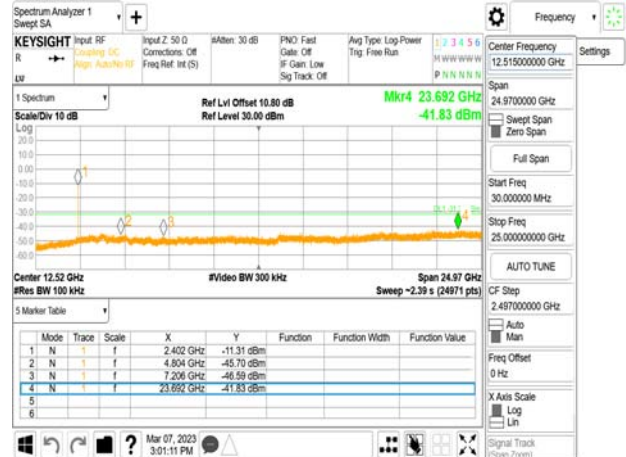 Spectrum Analyzer 1
Swept SA
Frequency
KEYSIGHT
R
Input: RF
Coupling: DC
Align: Auto/No RF
Input Z: 50 Ω
Corrections: Off
Freq Ref: Int (S)
#Atten: 30 dB
PNO: Fast
Gate: Off
IF Gain: Low
Sig Track: Off
Avg Type: Log-Power
Trig: Free Run
1 2 3 4 5 6
M W W W W W
P N N N N N
1 Spectrum
Scale/Div 10 dB
Ref Lvl Offset 10.80 dB
Ref Level 30.00 dBm
Mkr4 23.692 GHz
-41.83 dBm
Log
20.0
10.0
0.00
-10.0
-20.0
-30.0
-40.0
-50.0
-60.0
1
2
3
4
Center 12.52 GHz
#Res BW 100 kHz
#Video BW 300 kHz
Span 24.97 GHz
Sweep ~2.39 s (24971 pts)
5 Marker Table
Mode Trace Scale X Y Function Function Width Function Value
1 N 1 f 2.402 GHz -11.31 dBm
2 N 1 f 4.804 GHz -45.70 dBm
3 N 1 f 7.206 GHz -46.59 dBm
4 N 1 f 23.692 GHz -41.83 dBm
5
6
Mar 07, 2023
3:01:11 PM
Center Frequency
12.515000000 GHz
Settings
Span
24.9700000 GHz
Swept Span
Zero Span
Full Span
Start Freq
30.000000 MHz
Stop Freq
25.000000000 GHz
AUTO TUNE
CF Step
2.497000000 GHz
Auto
Man
Freq Offset
0 Hz
X Axis Scale
Log
Lin
Signal Track
(Span Zoom)